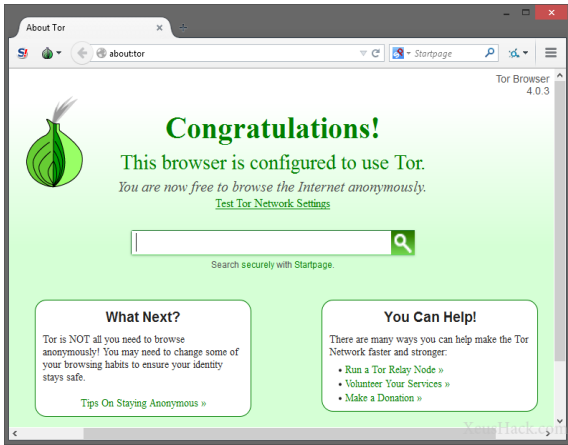 About Tor
about:tor
Startpage
Tor Browser
4.0.3
Congratulations!
This browser is configured to use Tor.
You are now free to browse the Internet anonymously.
Test Tor Network Settings
Search securely with Startpage.
What Next?
Tor is NOT all you need to browse
anonymously! You may need to change some of
your browsing habits to ensure your identity
stays safe.
Tips On Staying Anonymous »
You Can Help!
There are many ways you can help make the Tor
Network faster and stronger:
• Run a Tor Relay Node »
• Volunteer Your Services »
• Make a Donation »
XeusHack.com